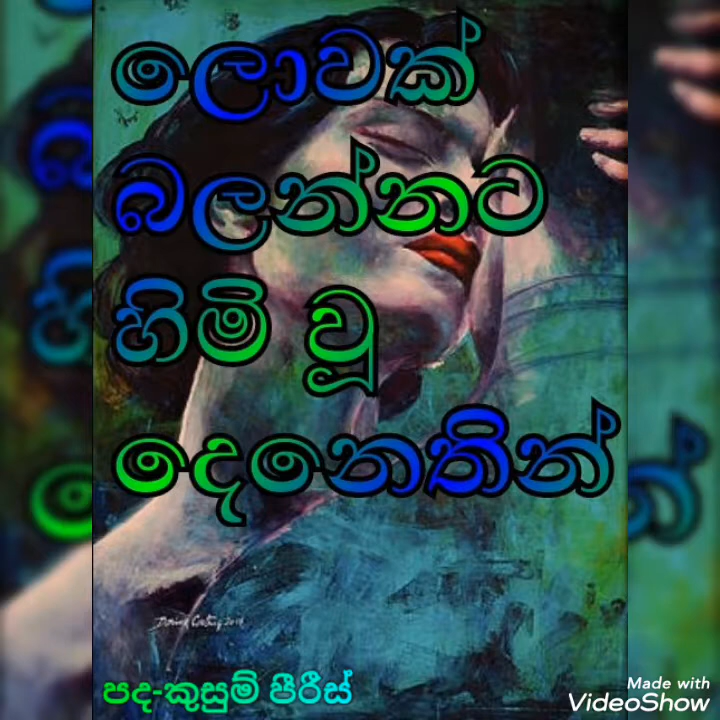 ලොවක්
බලන්නට
හිමි වූ
දෙනෙතින්
පද-කුසුම් පීරිස්
Made with
VideoShow